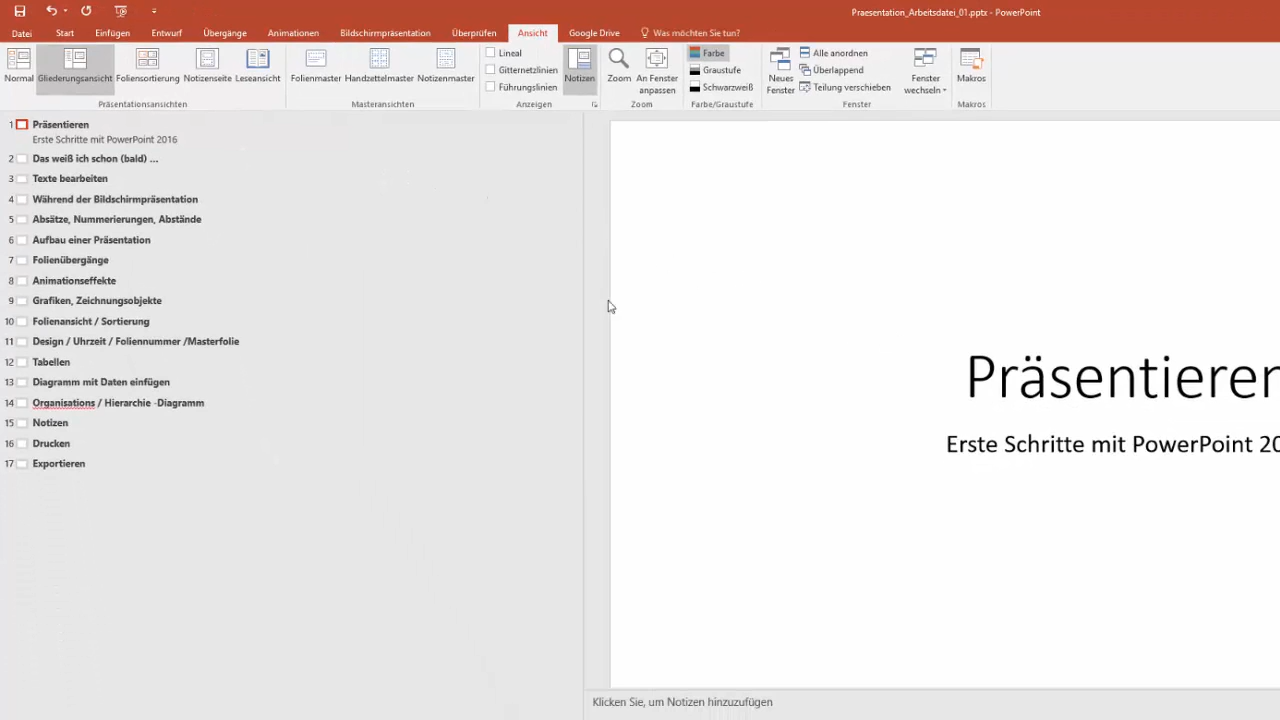 Praesentation_Arbeitsdatei_01.pptx - PowerPoint
Datei Start Einfügen Entwurf Übergänge Animationen Bildschirmpräsentation Überprüfen Ansicht Google Drive Was möchten Sie tun?
Normal Gliederungsansicht Foliensortierung Notizenseite Leseansicht
Präsentationsansichten
Folienmaster Handzettelmaster Notizenmaster
Masteransichten
Lineal
Gitternetzlinien
Führungslinien
Anzeigen
Notizen
Zoom An Fenster anpassen
Zoom
Farbe
Graustufe
Schwarzweiß
Farbe/Graustufe
Neues Fenster
Alle anordnen
Überlappend
Teilung verschieben
Fenster wechseln
Fenster
Makros
Makros
1 Präsentieren
Erste Schritte mit PowerPoint 2016
2 Das weiß ich schon (bald) ...
3 Texte bearbeiten
4 Während der Bildschirmpräsentation
5 Absätze, Nummerierungen, Abstände
6 Aufbau einer Präsentation
7 Folienübergänge
8 Animationseffekte
9 Grafiken, Zeichnungsobjekte
10 Folienansicht / Sortierung
11 Design / Uhrzeit / Foliennummer /Masterfolie
12 Tabellen
13 Diagramm mit Daten einfügen
14 Organisations / Hierarchie -Diagramm
15 Notizen
16 Drucken
17 Exportieren
Präsentieren
Erste Schritte mit PowerPoint 20
Klicken Sie, um Notizen hinzuzufügen